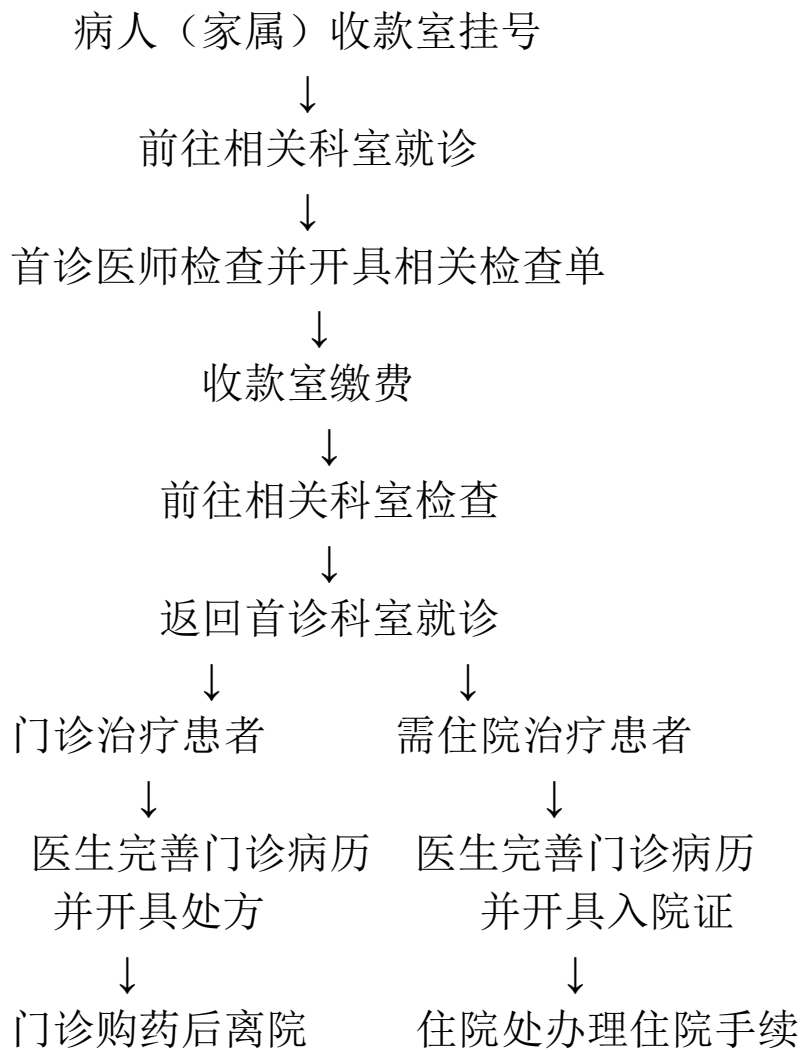 病人（家属）收款室挂号
↓
前往相关科室就诊
↓
首诊医师检查并开具相关检查单
↓
收款室缴费
↓
前往相关科室检查
↓
返回首诊科室就诊
↓ ↓
门诊治疗患者 需住院治疗患者
↓ ↓
医生完善门诊病历 医生完善门诊病历
并开具处方 并开具入院证
↓ ↓
门诊购药后离院 住院处办理住院手续